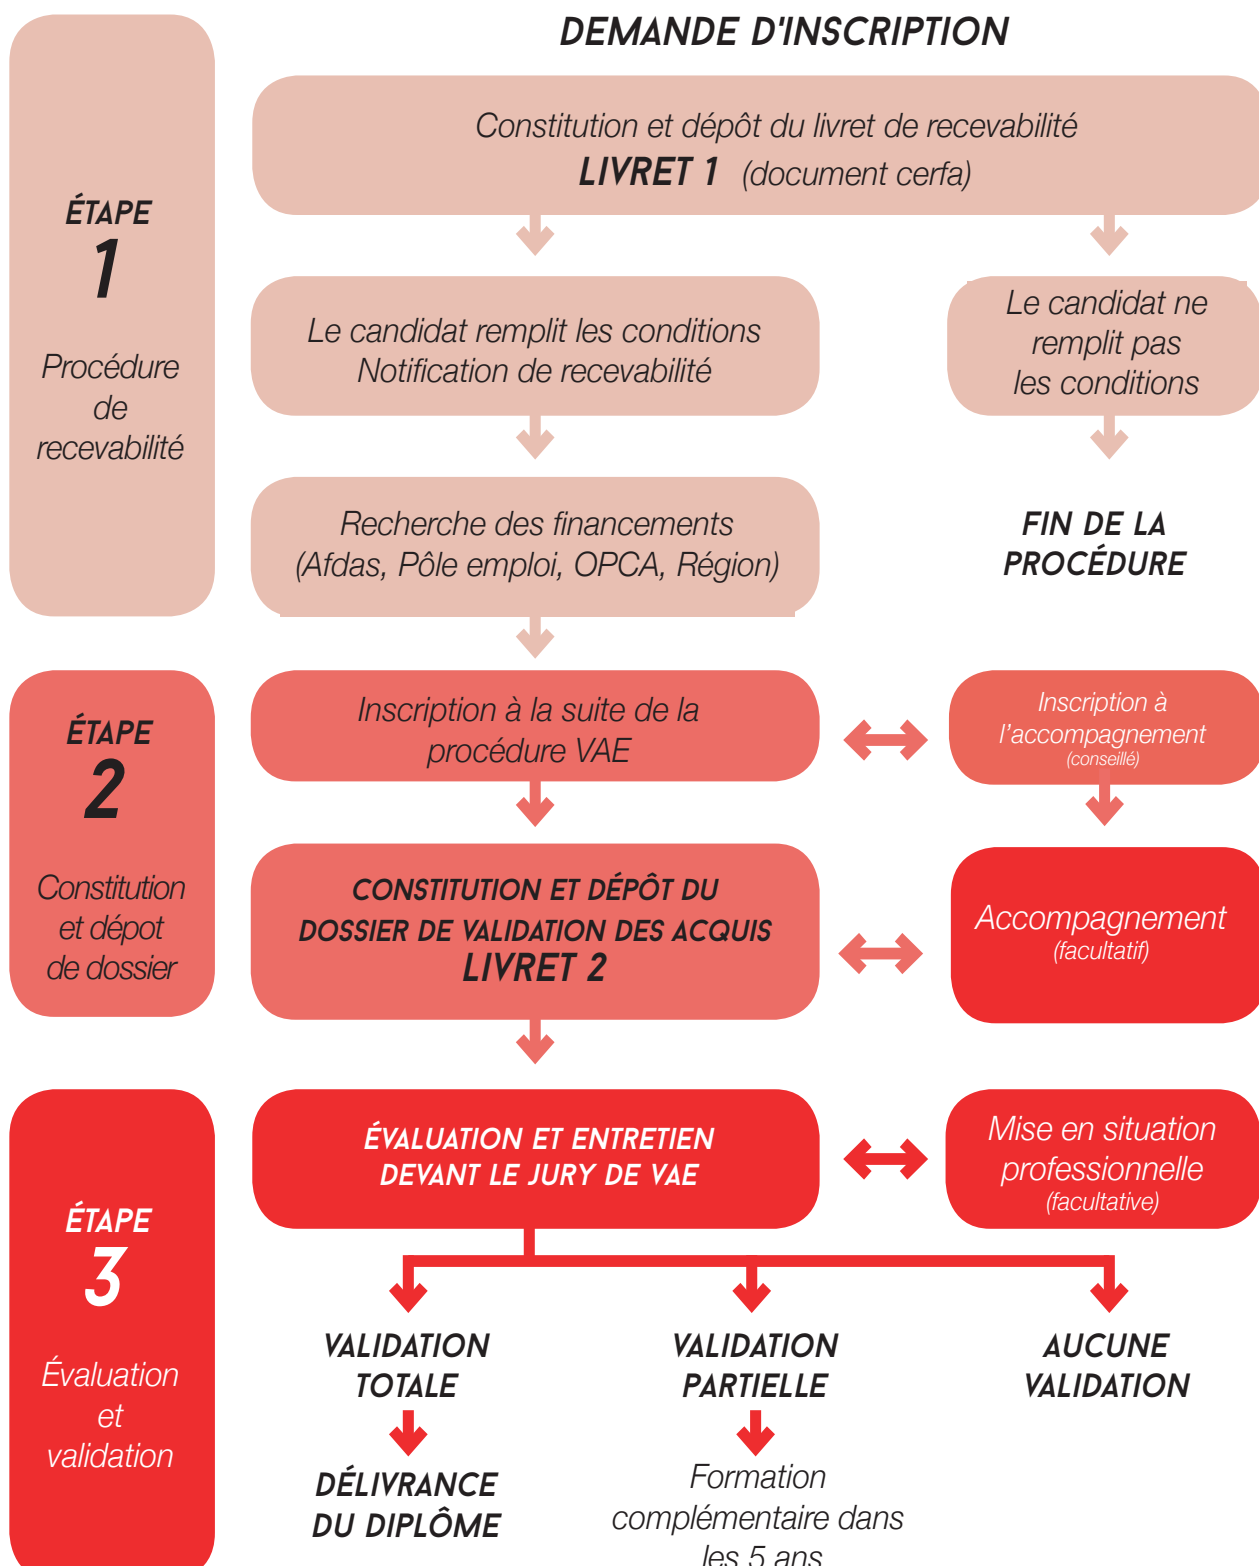 DEMANDE D'INSCRIPTION
ÉTAPE
1
Procédure
de
recevabilité
Constitution et dépôt du livret de recevabilité
LIVRET 1 (document cerfa)
Le candidat remplit les conditions
Notification de recevabilité
Le candidat ne
remplit pas
les conditions
Recherche des financements
(Afdas, Pôle emploi, OPCA, Région)
FIN DE LA
PROCÉDURE
ÉTAPE
2
Constitution
et dépot
de dossier
Inscription à la suite de la
procédure VAE
Inscription à
l’accompagnement
(conseillé)
CONSTITUTION ET DÉPÔT DU
DOSSIER DE VALIDATION DES ACQUIS
LIVRET 2
Accompagnement
(facultatif)
ÉTAPE
3
Évaluation
et
validation
ÉVALUATION ET ENTRETIEN
DEVANT LE JURY DE VAE
Mise en situation
professionnelle
(facultative)
VALIDATION
TOTALE
VALIDATION
PARTIELLE
AUCUNE
VALIDATION
DÉLIVRANCE
DU DIPLÔME
Formation
complémentaire dans
les 5 ans